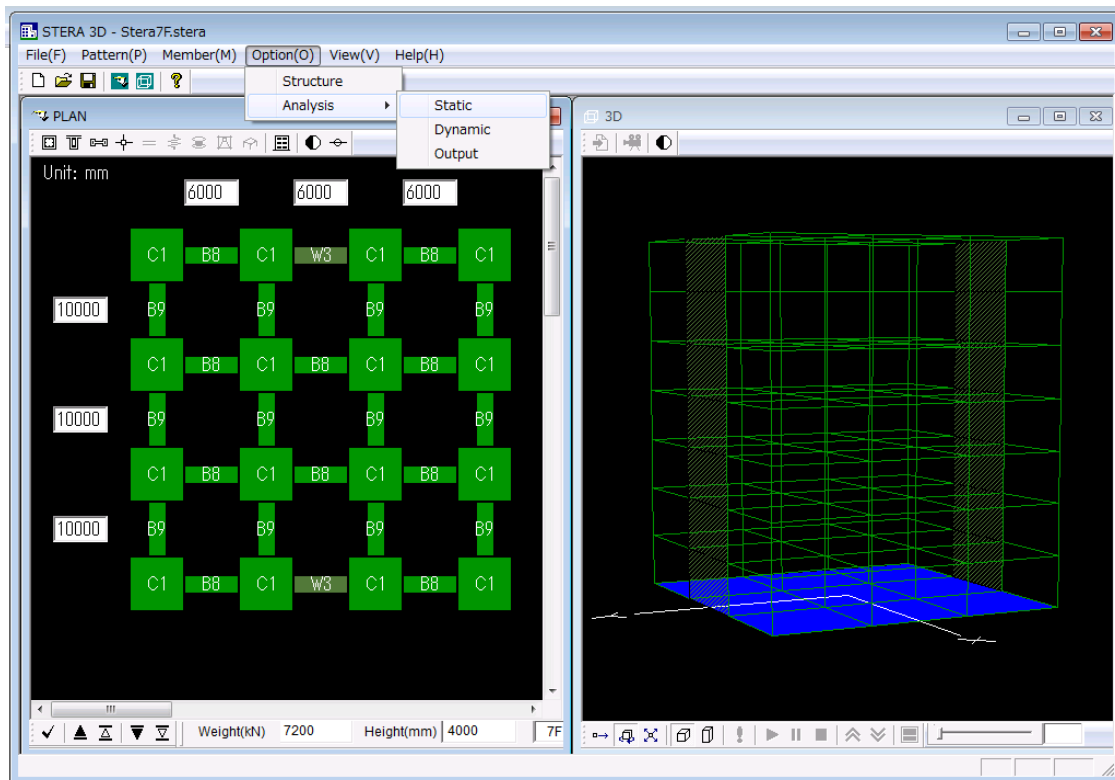 STERA 3D - Stera7F.stera
File(F) Pattern(P) Member(M) Option(O) View(V) Help(H)
Structure
Analysis
Static
Dynamic
Output
PLAN
Unit: mm
6000 6000 6000
C1 B8 C1 W3 C1 B8 C1
10000 B9 B9 B9 B9
C1 B8 C1 B8 C1 B8 C1
10000 B9 B9 B9 B9
C1 B8 C1 B8 C1 B8 C1
10000 B9 B9 B9 B9
C1 B8 C1 W3 C1 B8 C1
Weight(kN) 7200 Height(mm) 4000 7F
3D